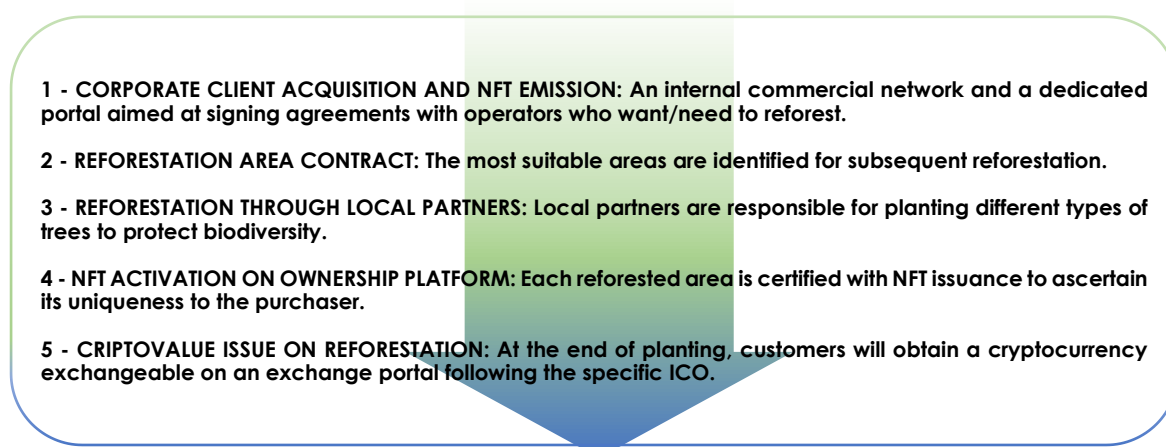 1 - CORPORATE CLIENT ACQUISITION AND NFT EMISSION: An internal commercial network and a dedicated
portal aimed at signing agreements with operators who want/need to reforest.
2 - REFORESTATION AREA CONTRACT: The most suitable areas are identified for subsequent reforestation.
3 - REFORESTATION THROUGH LOCAL PARTNERS: Local partners are responsible for planting different types of
trees to protect biodiversity.
4 - NFT ACTIVATION ON OWNERSHIP PLATFORM: Each reforested area is certified with NFT issuance to ascertain
its uniqueness to the purchaser.
5 - CRIPTOVALUE ISSUE ON REFORESTATION: At the end of planting, customers will obtain a cryptocurrency
exchangeable on an exchange portal following the specific ICO.